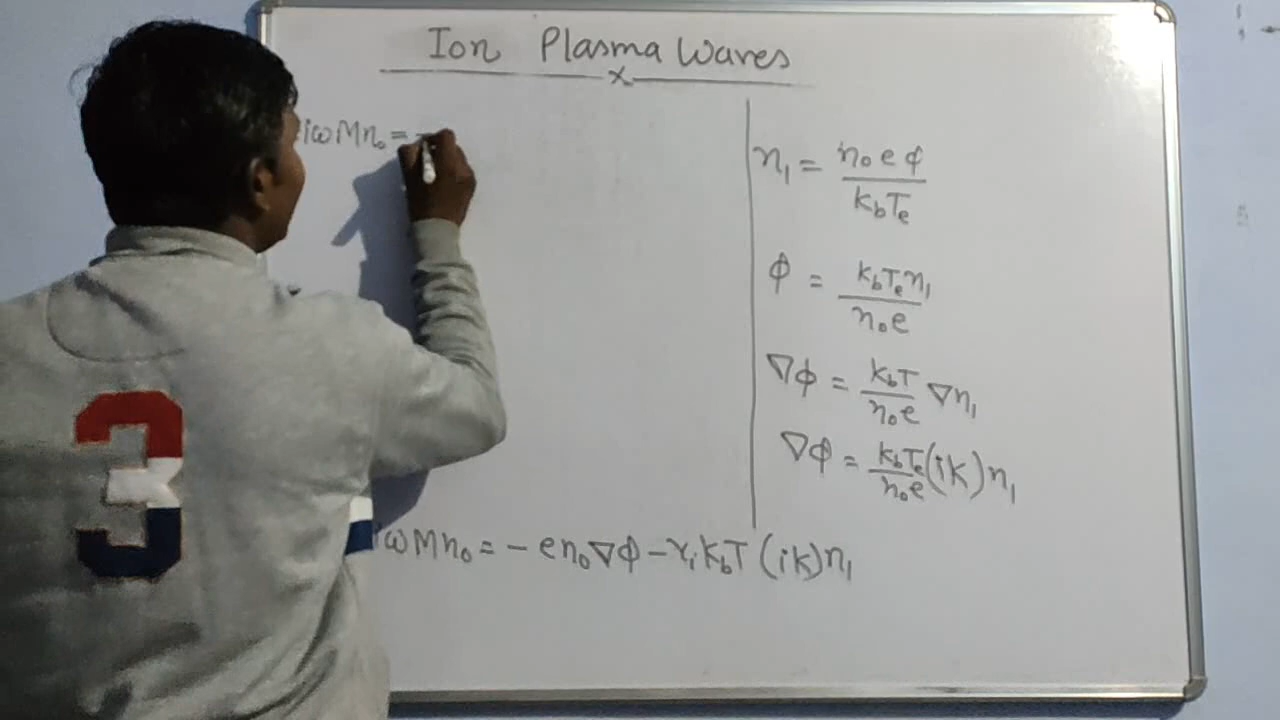 Ion Plasma Waves
x
iωMn₀ = -
n₁ = n₀eϕ / k_bT_e
ϕ = k_bT_en₁ / n₀e
∇ϕ = k_bT / n₀e ∇n₁
∇ϕ = k_bT_e / n₀e (ik)n₁
iωMn₀ = - en₀∇ϕ - γᵢk_bT (ik)n₁
3